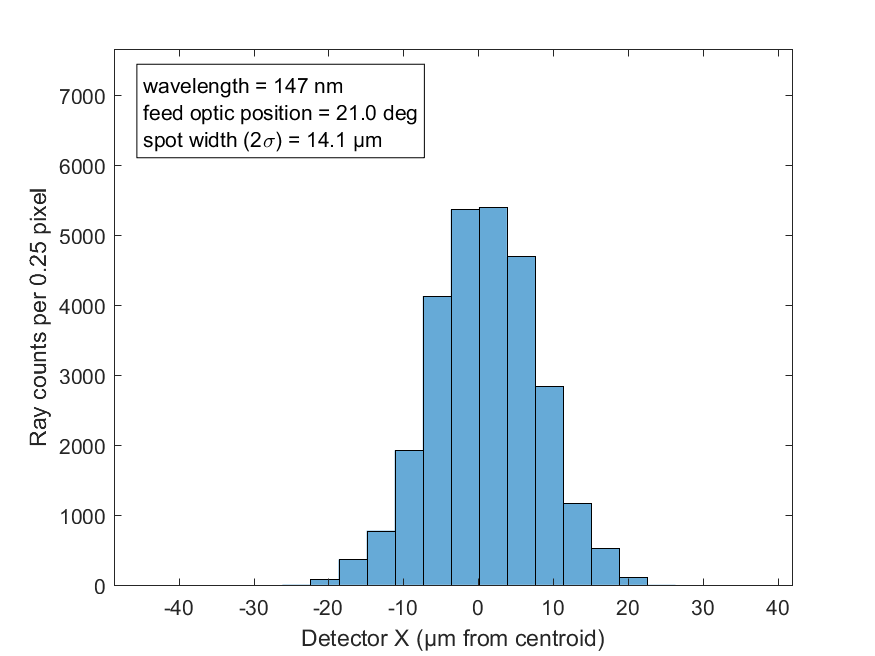 wavelength = 147 nm
feed optic position = 21.0 deg
spot width (2σ) = 14.1 µm
7000
6000
5000
4000
3000
2000
1000
0
Ray counts per 0.25 pixel
-40 -30 -20 -10 0 10 20 30 40
Detector X (µm from centroid)